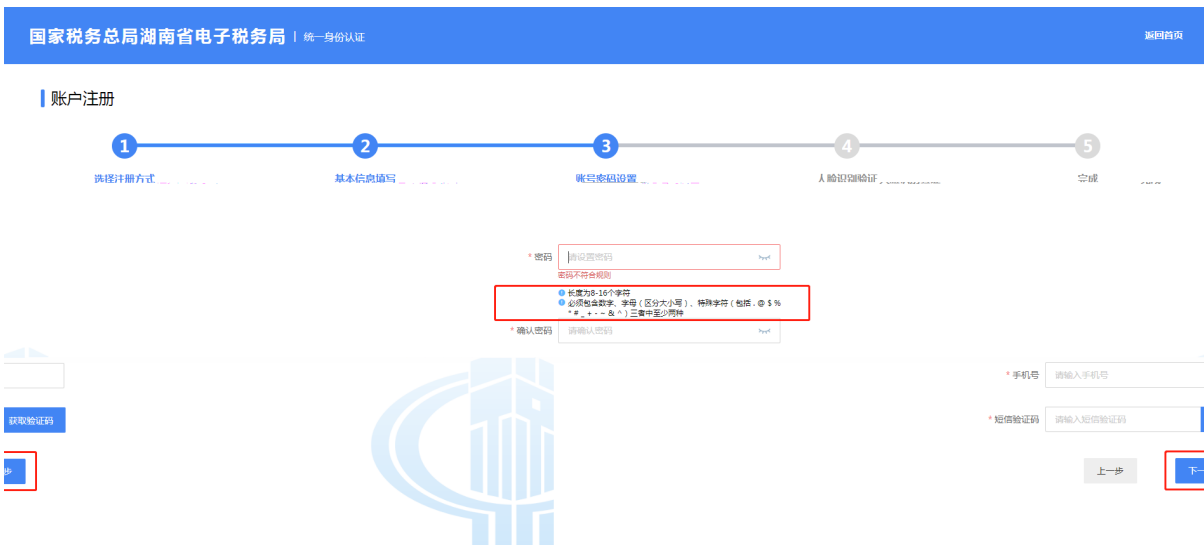 国家税务总局湖南省电子税务局 | 统一身份认证
返回首页
账户注册
1 2 3 4 5
选择注册方式 基本信息填写 账号密码设置 人脸识别验证 完成
* 密码 请设置密码
密码不符合规则
长度为8-16个字符
必须包含数字、字母(区分大小写)、特殊字符(包括 . @ $ %
* # _ + - ~ & ^ )三者中至少两种
* 确认密码 请确认密码
* 手机号 请输入手机号
获取验证码
* 短信验证码 请输入短信验证码
步
上一步
下一